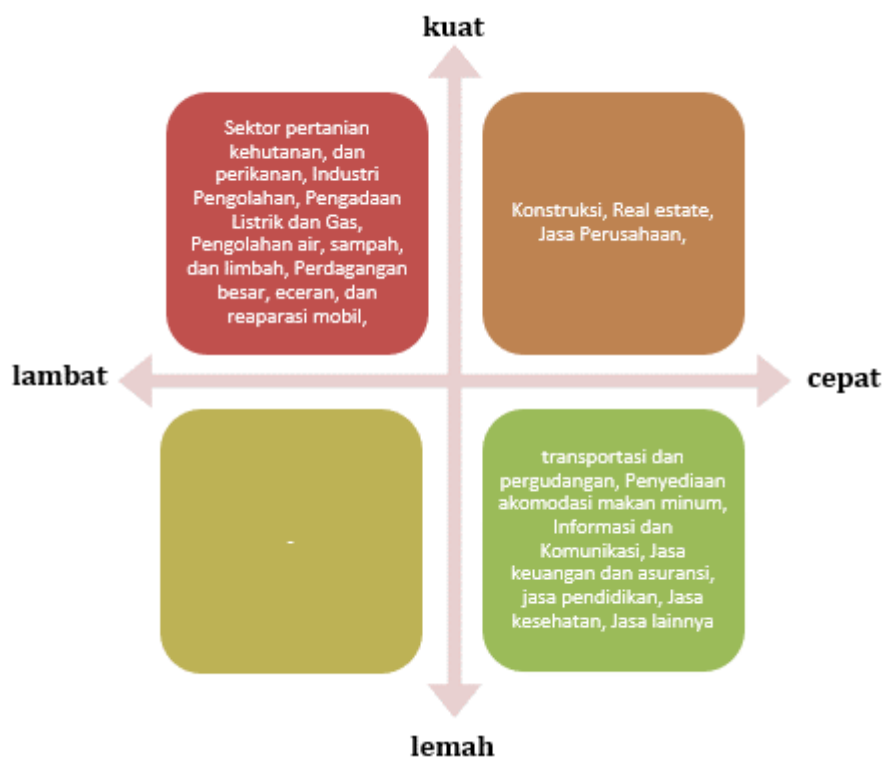 kuat
Sektor pertanian
kehutanan, dan
perikanan, Industri
Pengolahan, Pengadaan
Listrik dan Gas,
Pengolahan air, sampah,
dan limbah, Perdagangan
besar, eceran, dan
reaparasi mobil,
Konstruksi, Real estate,
Jasa Perusahaan,
lambat
cepat
-
transportasi dan
pergudangan, Penyediaan
akomodasi makan minum,
Informasi dan
Komunikasi, Jasa
keuangan dan asuransi,
jasa pendidikan, Jasa
kesehatan, Jasa lainnya
lemah